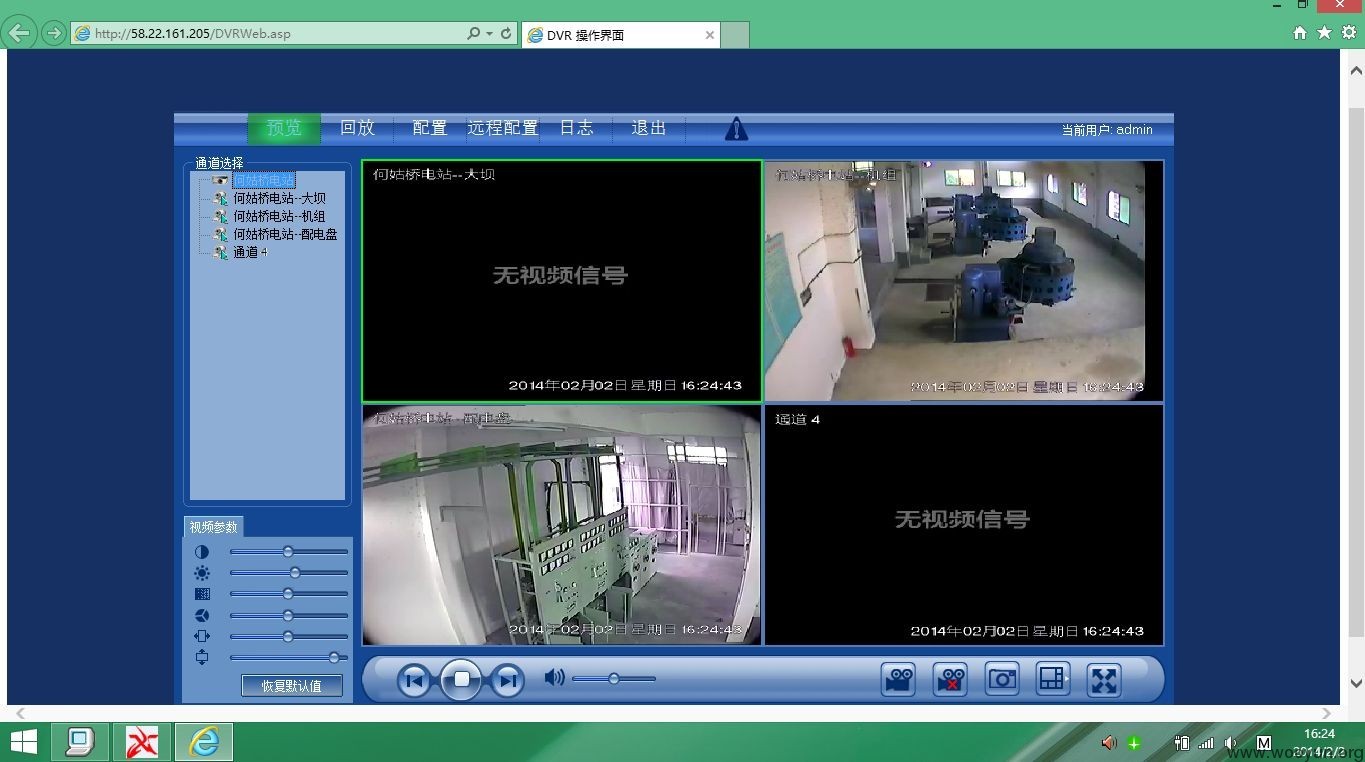 http://58.22.161.205/DVRWeb.asp
DVR 操作界面
预览 回放 配置 远程配置 日志 退出
当前用户: admin
通道选择
何姑桥电站
何姑桥电站--大坝
何姑桥电站--机组
何姑桥电站--配电盘
通道 4
何姑桥电站--大坝
无视频信号
2014年02月02日 星期日 16:24:43
何姑桥电站--机组
2014年02月02日 星期日 16:24:43
何姑桥电站--配电盘
2014年02月02日 星期日 16:24:43
通道 4
无视频信号
2014年02月02日 星期日 16:24:43
视频参数
恢复默认值
M
16:24
2014/2/2
www.wooyun.org